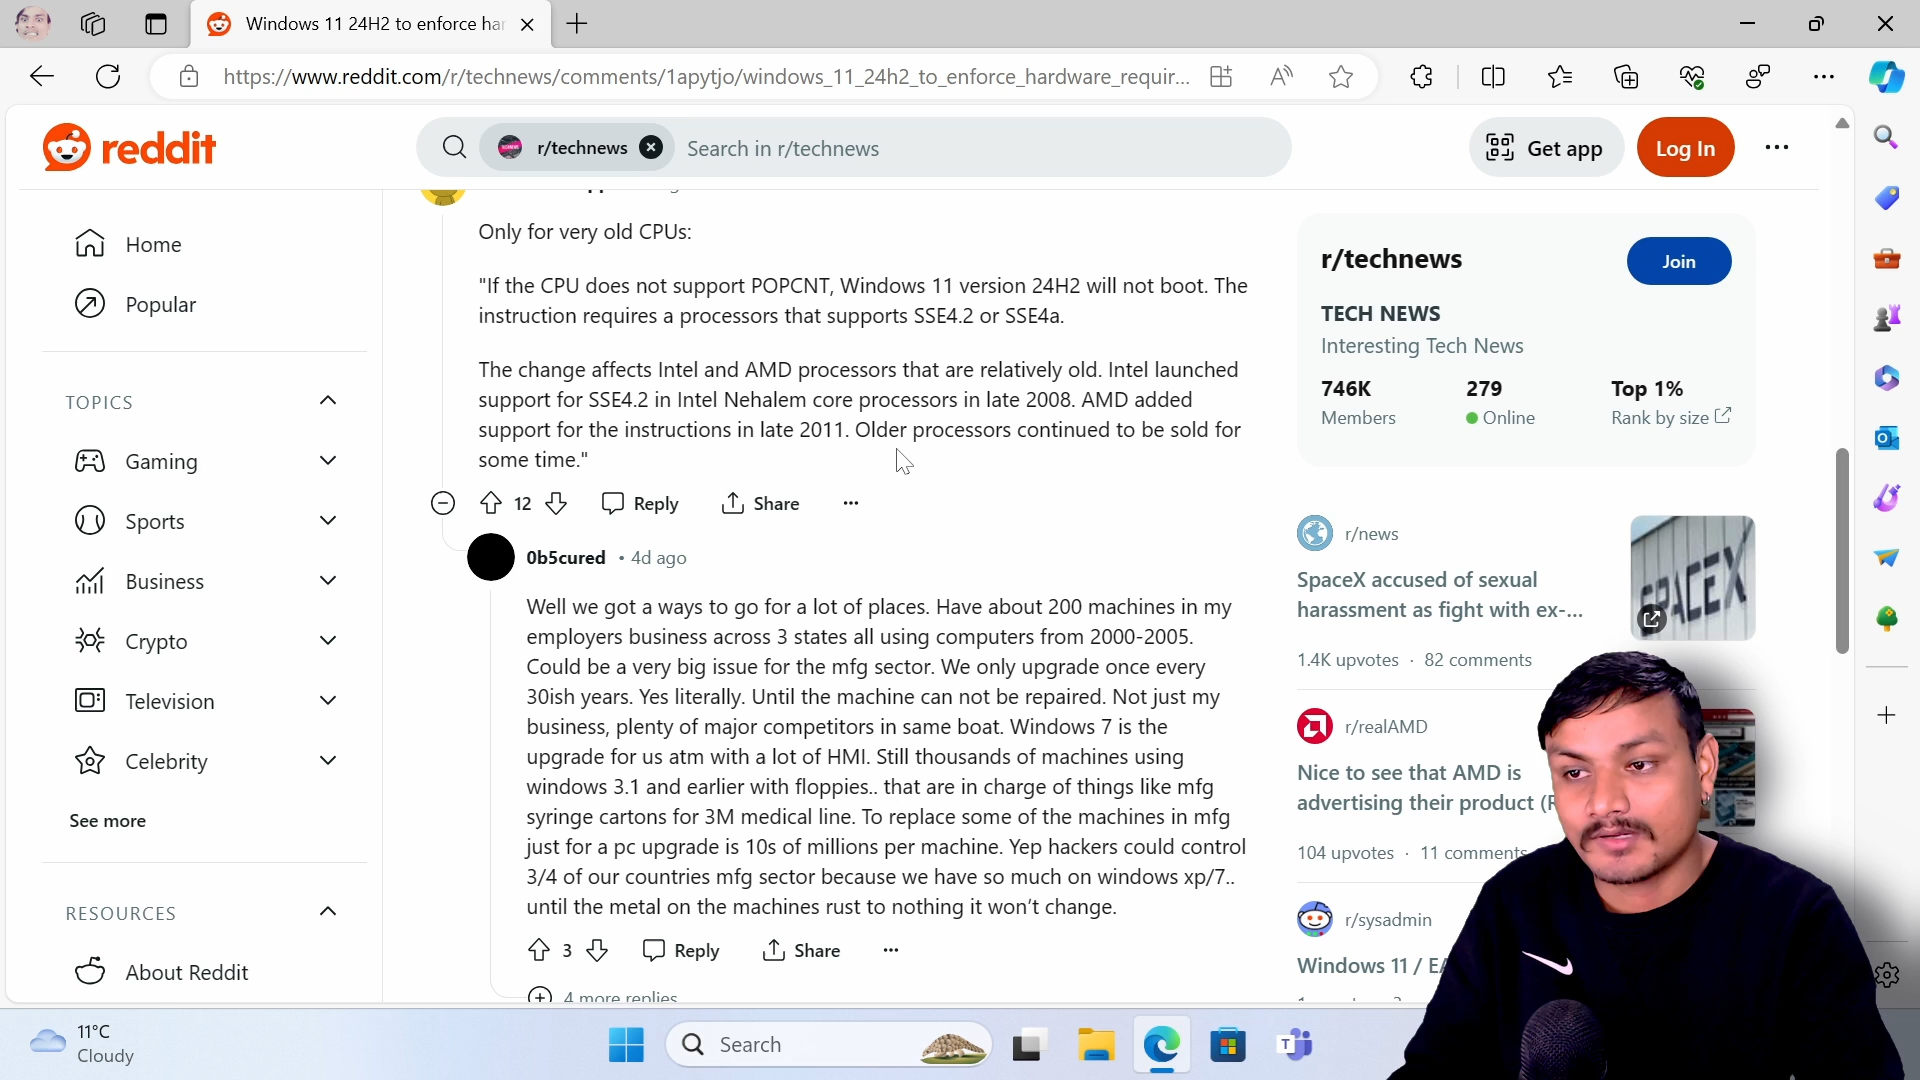 Windows 11 24H2 to enforce har
https://www.reddit.com/r/technews/comments/1apytjo/windows_11_24h2_to_enforce_hardware_requir...
reddit
r/technews
Search in r/technews
Get app
Log In
Home
Popular
TOPICS
Gaming
Sports
Business
Crypto
Television
Celebrity
See more
RESOURCES
About Reddit
Only for very old CPUs:
"If the CPU does not support POPCNT, Windows 11 version 24H2 will not boot. The
instruction requires a processors that supports SSE4.2 or SSE4a.
The change affects Intel and AMD processors that are relatively old. Intel launched
support for SSE4.2 in Intel Nehalem core processors in late 2008. AMD added
support for the instructions in late 2011. Older processors continued to be sold for
some time."
12
Reply
Share
0b5cured • 4d ago
Well we got a ways to go for a lot of places. Have about 200 machines in my
employers business across 3 states all using computers from 2000-2005.
Could be a very big issue for the mfg sector. We only upgrade once every
30ish years. Yes literally. Until the machine can not be repaired. Not just my
business, plenty of major competitors in same boat. Windows 7 is the
upgrade for us atm with a lot of HMI. Still thousands of machines using
windows 3.1 and earlier with floppies.. that are in charge of things like mfg
syringe cartons for 3M medical line. To replace some of the machines in mfg
just for a pc upgrade is 10s of millions per machine. Yep hackers could control
3/4 of our countries mfg sector because we have so much on windows xp/7..
until the metal on the machines rust to nothing it won't change.
3
Reply
Share
4 more replies
r/technews
Join
TECH NEWS
Interesting Tech News
746K
279
Top 1%
Members
Online
Rank by size
r/news
SpaceX accused of sexual
harassment as fight with ex-...
SPACEX
1.4K upvotes · 82 comments
r/realAMD
Nice to see that AMD is
advertising their product (
104 upvotes · 11 comments
r/sysadmin
Windows 11 /
11°C
Cloudy
Search